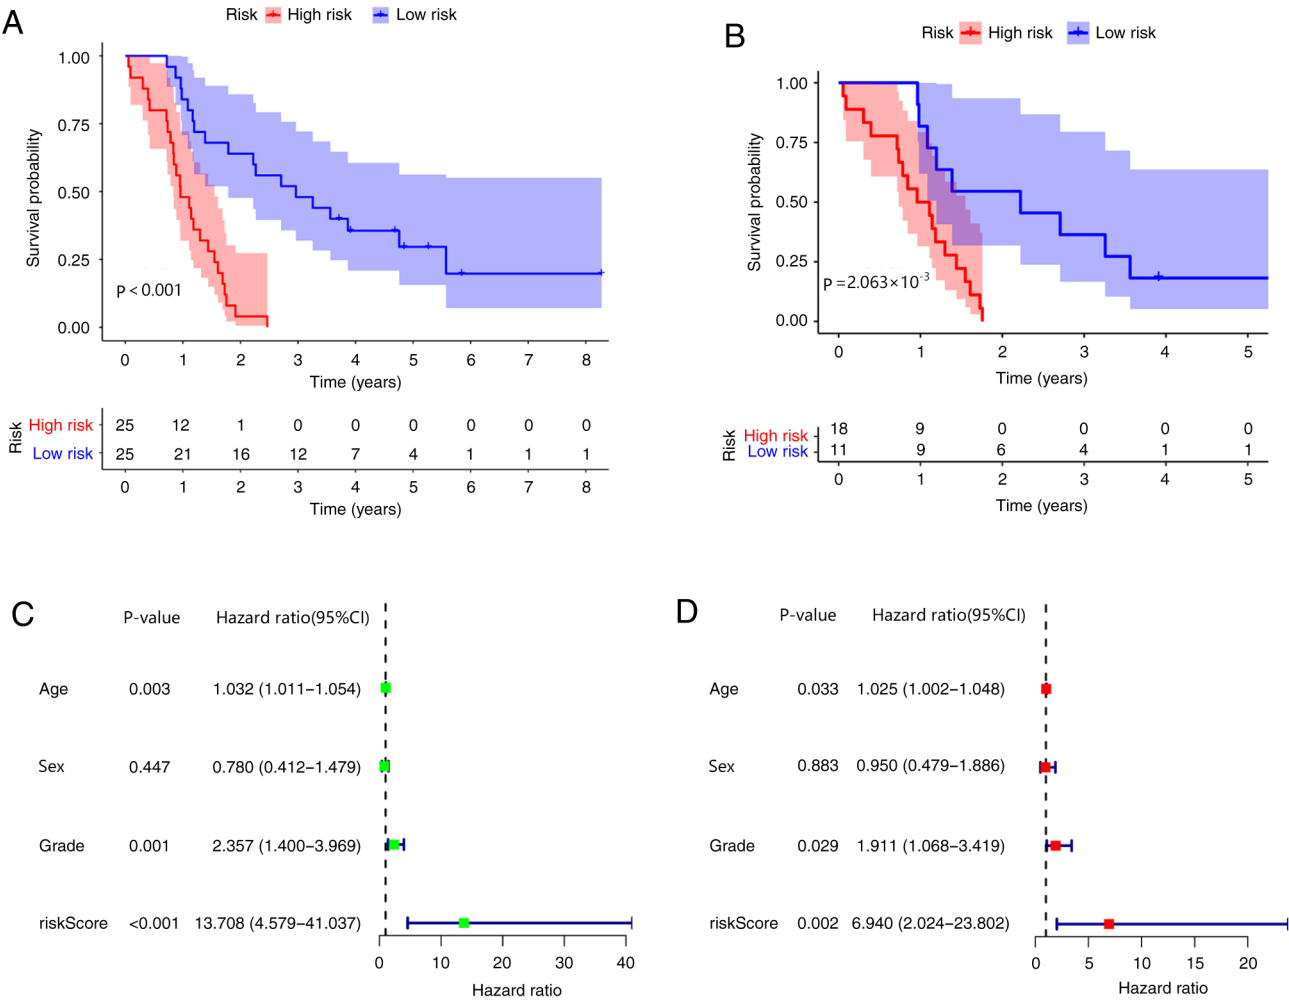 A
Risk High risk Low risk
1.00
0.75
0.50
0.25
0.00
Survival probability
P < 0.001
0 1 2 3 4 5 6 7 8
Time (years)
Risk
High risk 25 12 1 0 0 0 0 0 0
Low risk 25 21 16 12 7 4 1 1 1
0 1 2 3 4 5 6 7 8
Time (years)
B
Risk High risk Low risk
1.00
0.75
0.50
0.25
0.00
Survival probability
P =2.063×10⁻³
0 1 2 3 4 5
Time (years)
Risk
High risk 18 9 0 0 0 0
Low risk 11 9 6 4 1 1
0 1 2 3 4 5
Time (years)
C
P-value Hazard ratio(95%CI)
Age 0.003 1.032 (1.011–1.054)
Sex 0.447 0.780 (0.412–1.479)
Grade 0.001 2.357 (1.400–3.969)
riskScore <0.001 13.708 (4.579–41.037)
0 10 20 30 40
Hazard ratio
D
P-value Hazard ratio(95%CI)
Age 0.033 1.025 (1.002–1.048)
Sex 0.883 0.950 (0.479–1.886)
Grade 0.029 1.911 (1.068–3.419)
riskScore 0.002 6.940 (2.024–23.802)
0 5 10 15 20
Hazard ratio